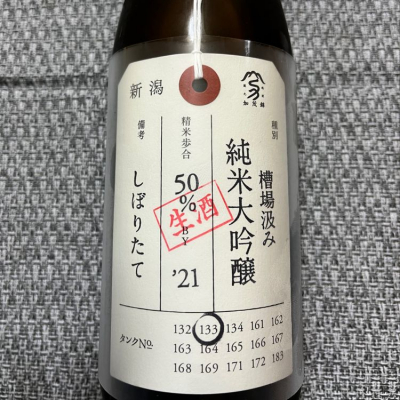 加茂錦
種別
槽場汲み
純米大吟醸
精米歩合
50%
BY
'21
生酒
新潟
備考
しぼりたて
タンクNo.
132 133 134 161 162
163 164 165 166 167
168 169 171 172 183